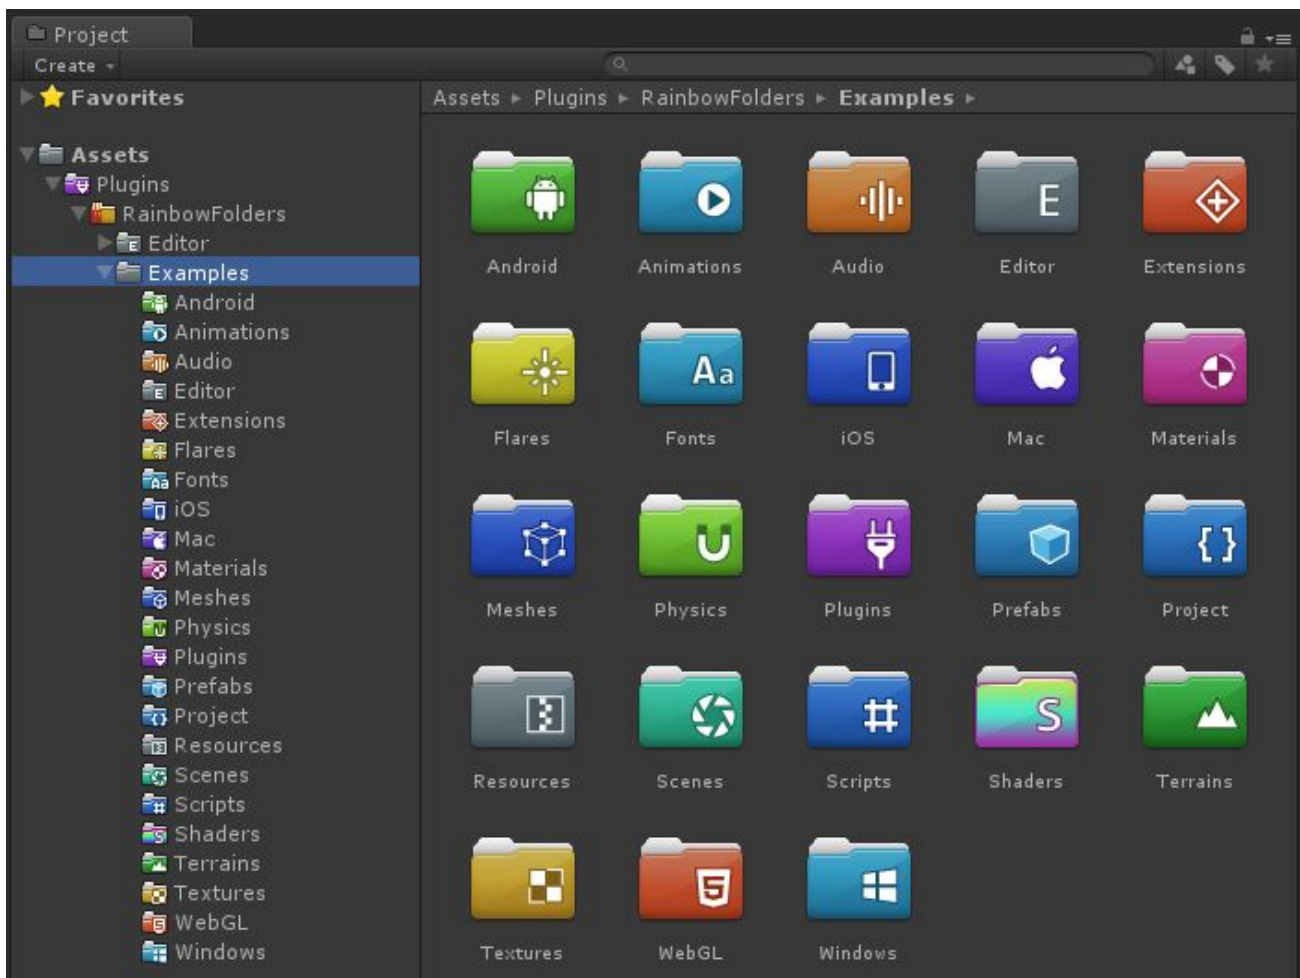 Project
Create
Favorites
Assets
Plugins
RainbowFolders
Editor
Examples
Android
Animations
Audio
Editor
Extensions
Flares
Fonts
iOS
Mac
Materials
Meshes
Physics
Plugins
Prefabs
Project
Resources
Scenes
Scripts
Shaders
Terrains
Textures
WebGL
Windows
Assets Plugins RainbowFolders Examples
E
Android Animations Audio Editor Extensions
Aa
Flares Fonts iOS Mac Materials
{ }
Meshes Physics Plugins Prefabs Project
# S
Resources Scenes Scripts Shaders Terrains
5
Textures WebGL Windows